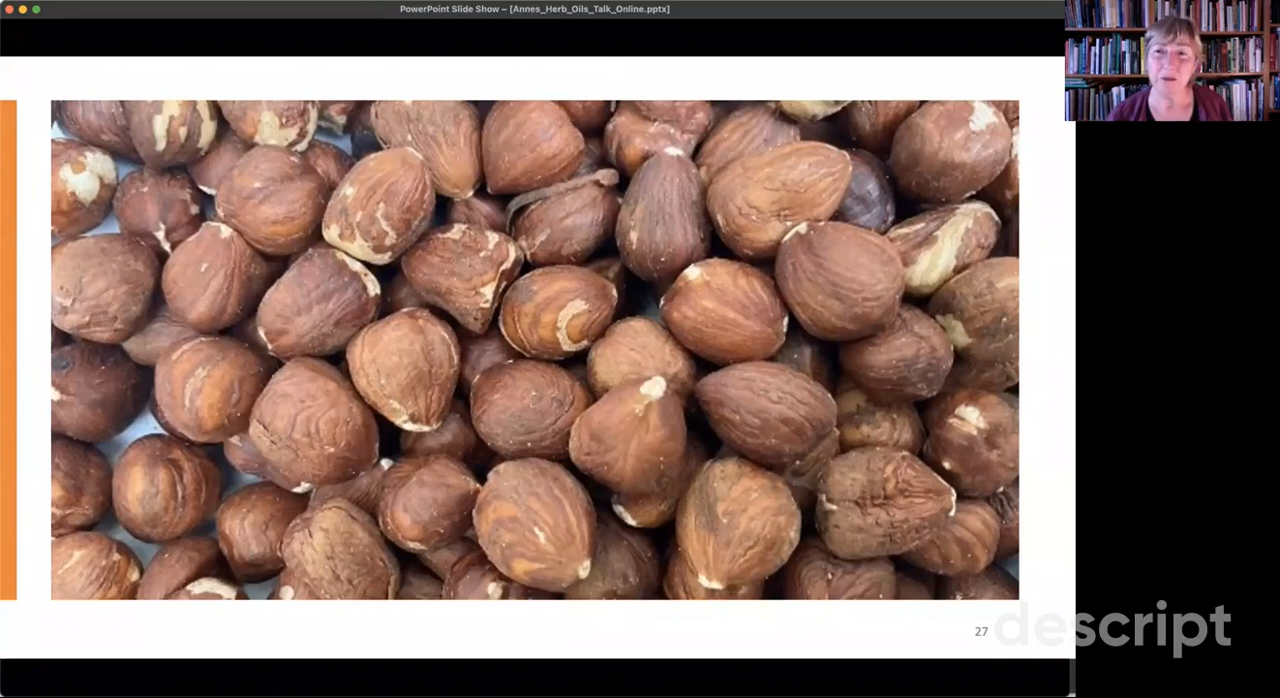 PowerPoint Slide Show – [Annes_Herb_Oils_Talk_Online.pptx]
27
descript